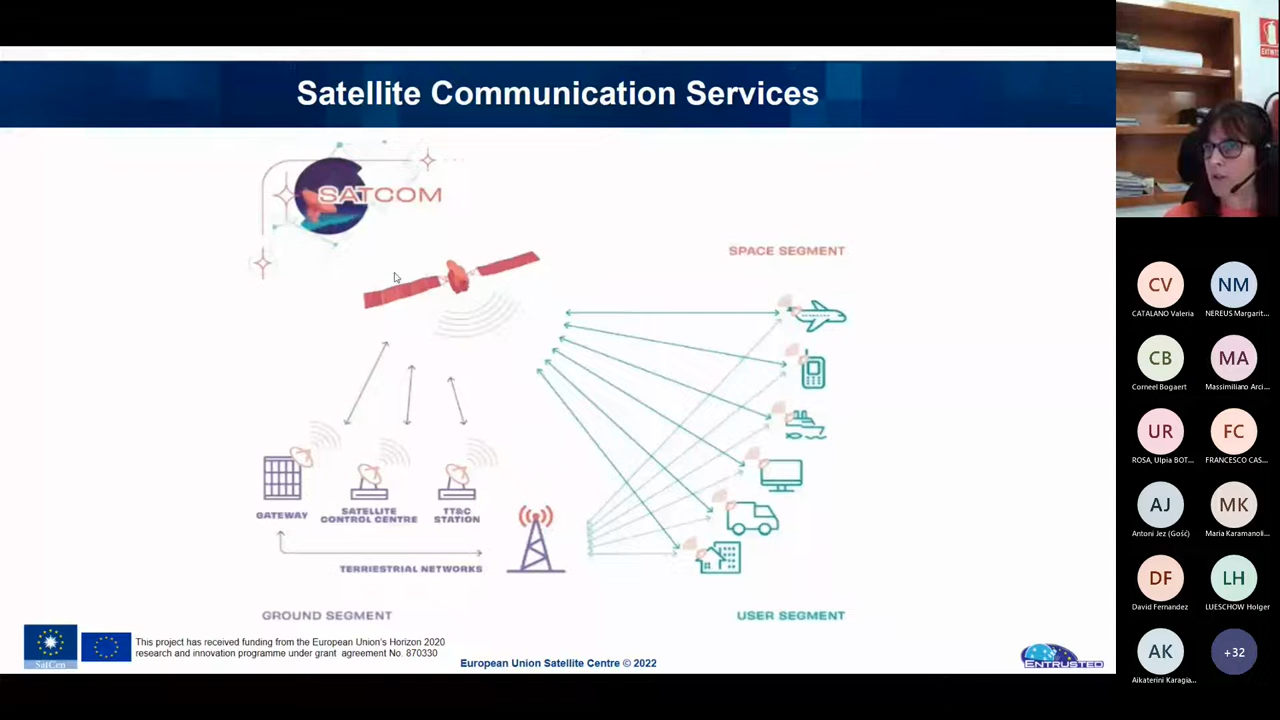 Satellite Communication Services
SATCOM
SPACE SEGMENT
GATEWAY
SATELLITE
CONTROL CENTRE
TT&C
STATION
TERRIESTRIAL NETWORKS
GROUND SEGMENT
USER SEGMENT
SatCen
This project has received funding from the European Union's Horizon 2020
research and innovation programme under grant agreement No. 870330
European Union Satellite Centre © 2022
ENTRUSTED
CV
CATALANO Valeria
NM
NEREUS Margarit...
CB
Corneel Bogaert
MA
Massimiliano Arci...
UR
ROSA, Ulpia BOT...
FC
FRANCESCO CAS...
AJ
Antoni Jez (Gość)
MK
Maria Karamanoli...
DF
David Fernandez
LH
LUESCHOW Holger
AK
Aikaterini Karagia...
+32